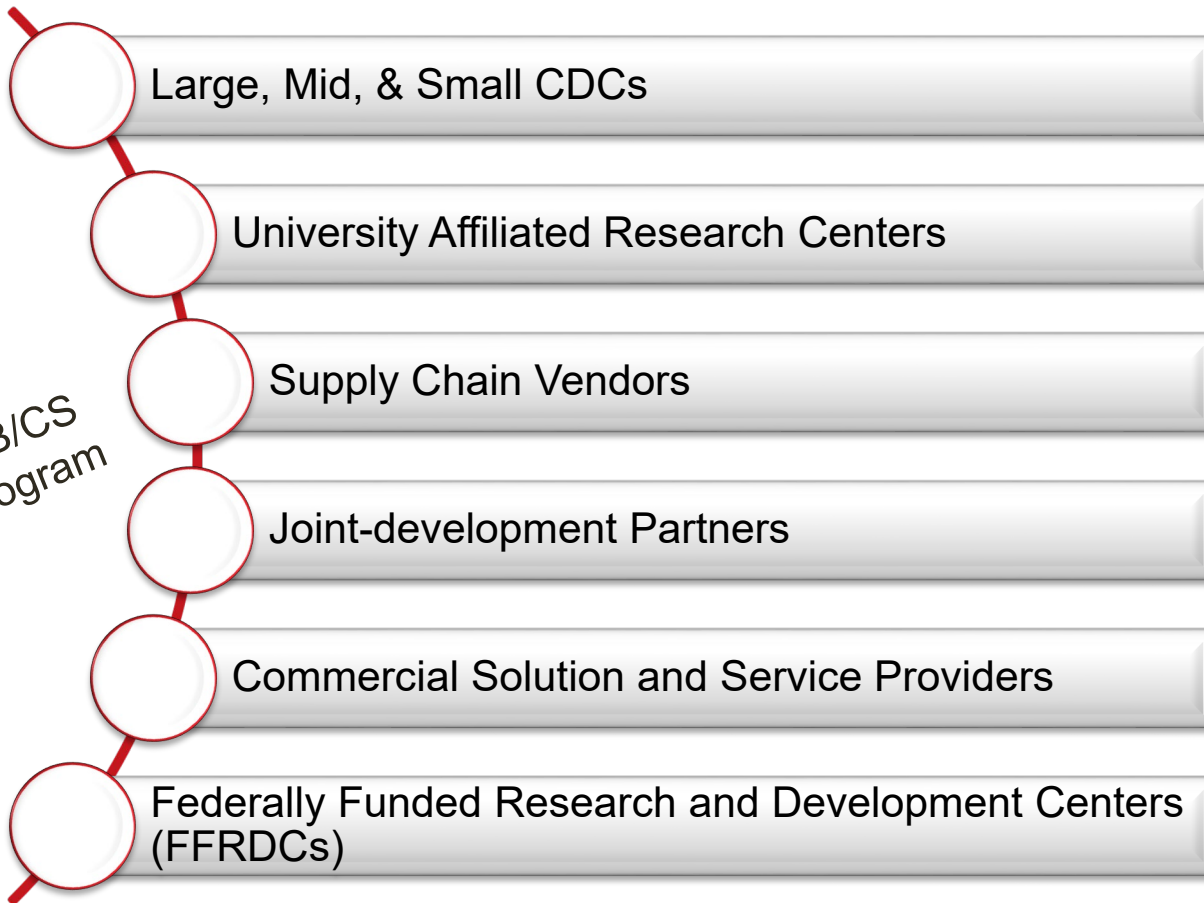 Large, Mid, & Small CDCs
University Affiliated Research Centers
Supply Chain Vendors
/CS
Joint-development Partners
Commercial Solution and Service Providers
Federally Funded Research and Development Centers
(FFRDCs)